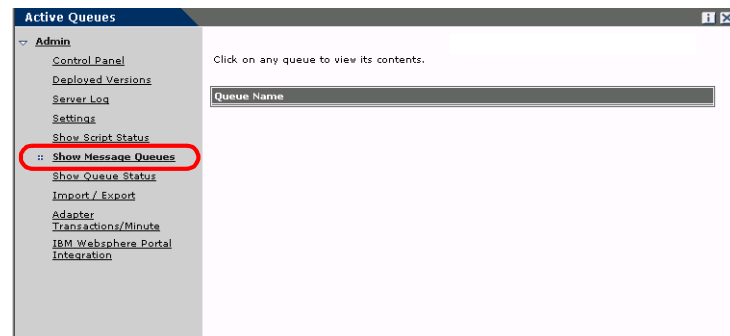 Active Queues
Admin
Control Panel
Deployed Versions
Server Log
Settings
Show Script Status
Show Message Queues
Show Queue Status
Import / Export
Adapter
Transactions/Minute
IBM Websphere Portal
Integration
Click on any queue to view its contents.
Queue Name